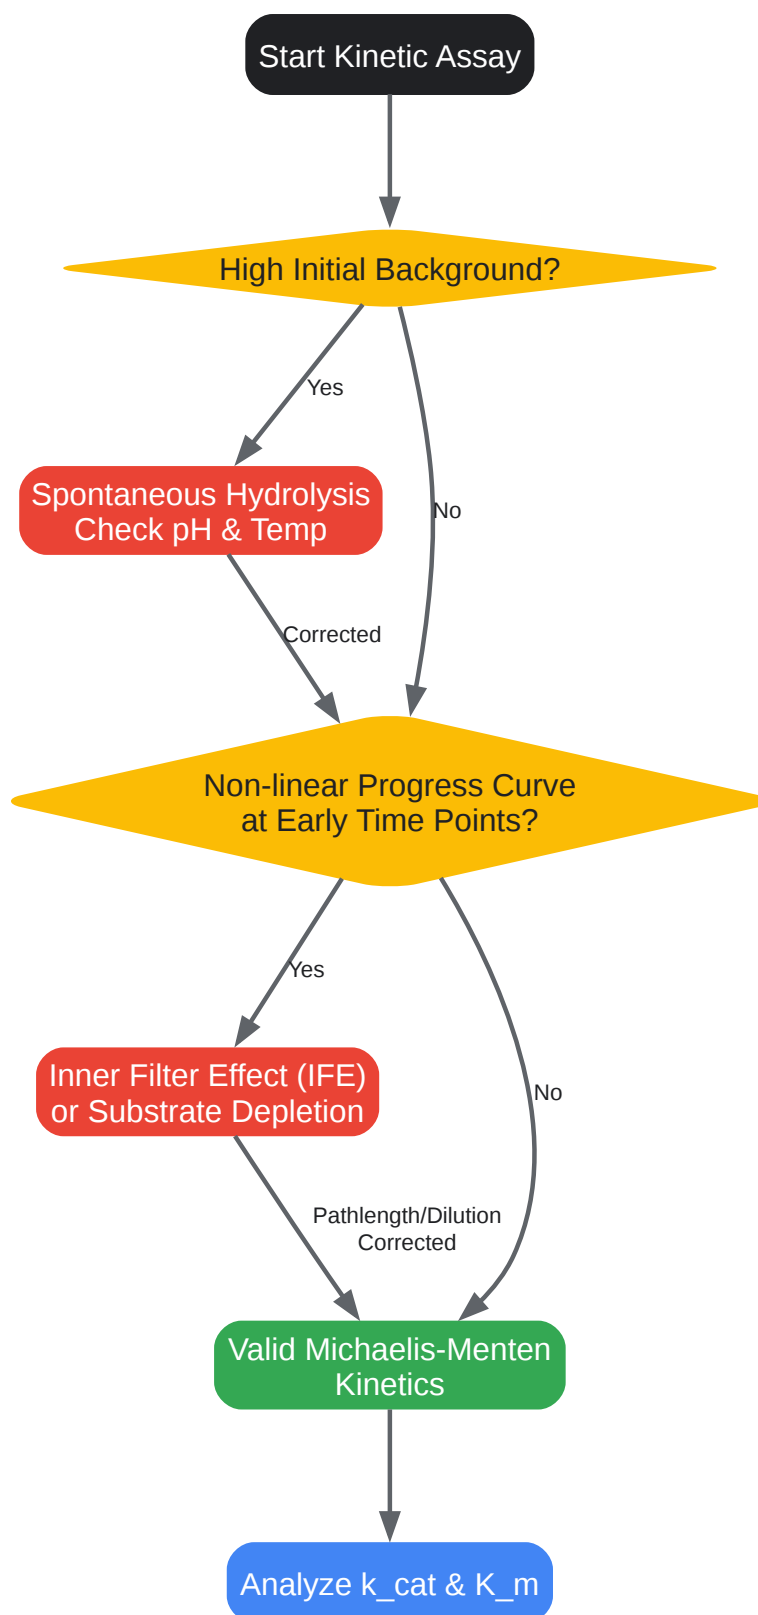 Start Kinetic Assay
High Initial Background?
Yes
Spontaneous Hydrolysis
Check pH & Temp
No
Corrected
Non-linear Progress Curve
at Early Time Points?
Yes
Inner Filter Effect (IFE)
or Substrate Depletion
No
Pathlength/Dilution
Corrected
Valid Michaelis-Menten
Kinetics
Analyze k_cat & K_m